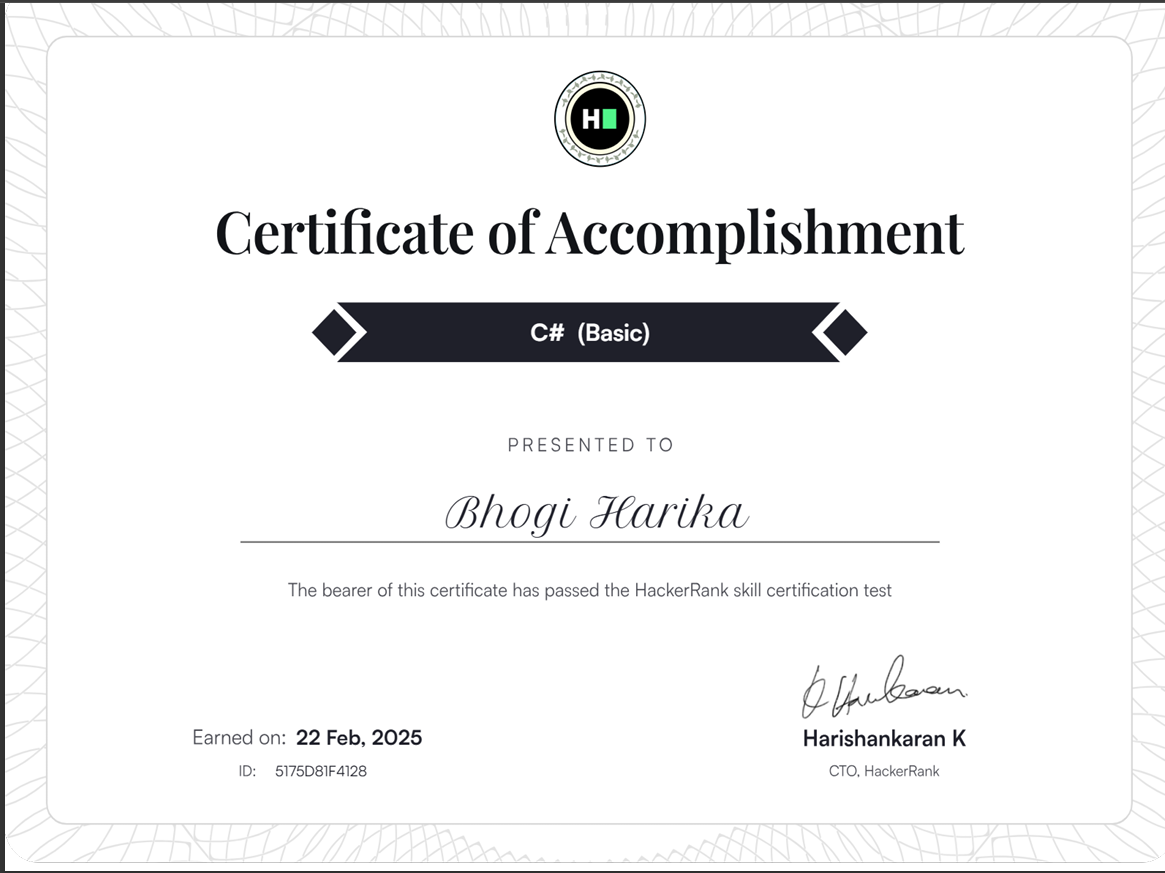 H
Certificate of Accomplishment
C# (Basic)
PRESENTED TO
Bhogi Harika
The bearer of this certificate has passed the HackerRank skill certification test
Earned on: 22 Feb, 2025
ID: 5175D81F4128
Harishankaran K
CTO, HackerRank